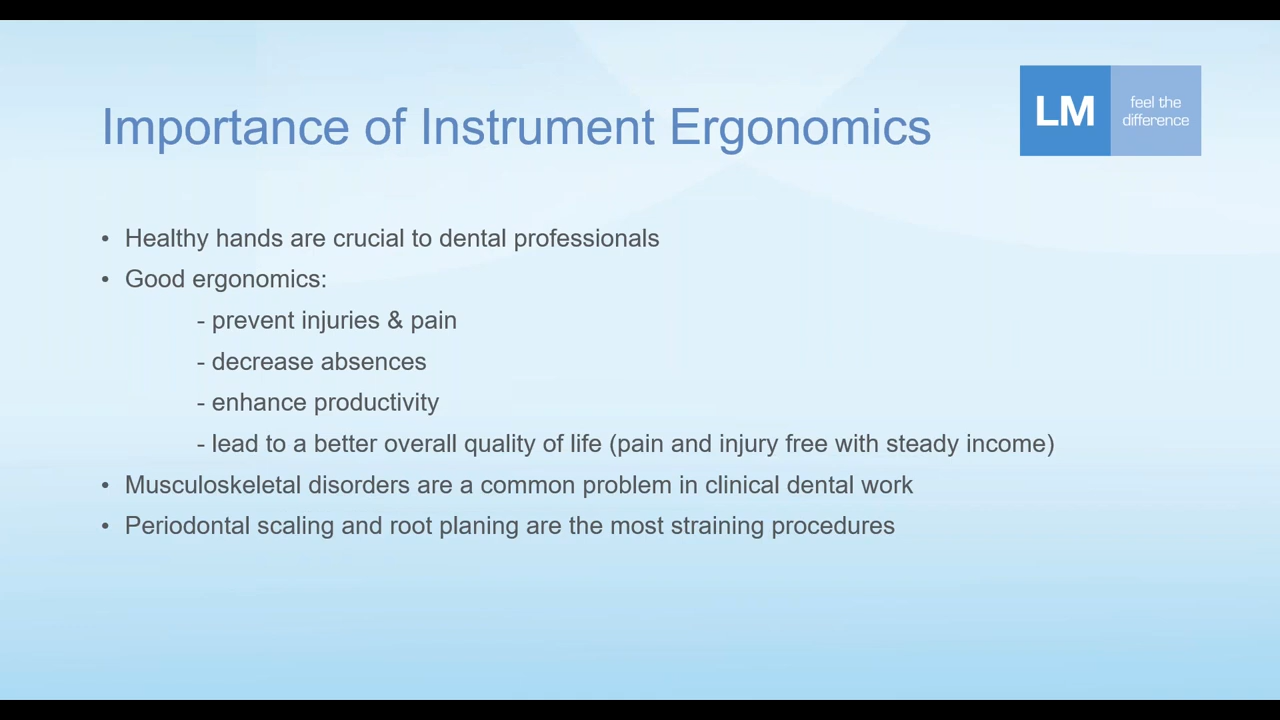 Importance of Instrument Ergonomics
LM
feel the
difference
• Healthy hands are crucial to dental professionals
• Good ergonomics:
- prevent injuries & pain
- decrease absences
- enhance productivity
- lead to a better overall quality of life (pain and injury free with steady income)
• Musculoskeletal disorders are a common problem in clinical dental work
• Periodontal scaling and root planing are the most straining procedures